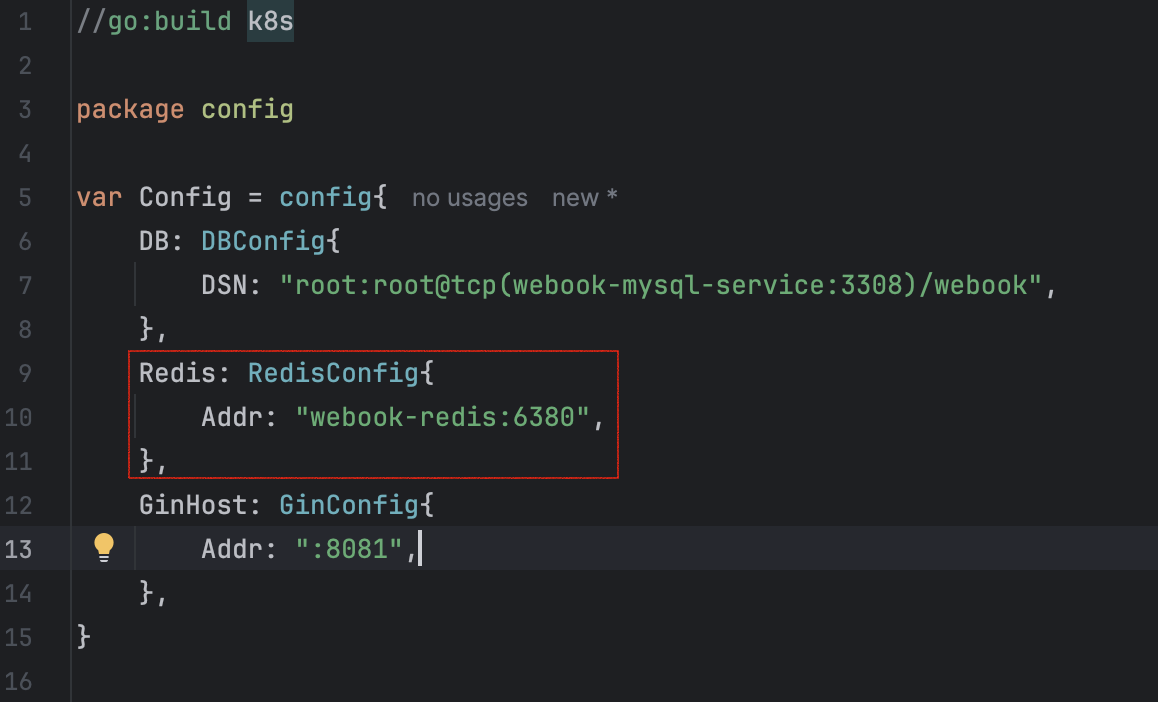 1 //go:build k8s
2
3 package config
4
5 var Config = config{ no usages new *
6 DB: DBConfig{
7 DSN: "root:root@tcp(webook-mysql-service:3308)/webook",
8 },
9 Redis: RedisConfig{
10 Addr: "webook-redis:6380",
11 },
12 GinHost: GinConfig{
13 Addr: ":8081",
14 },
15 }
16